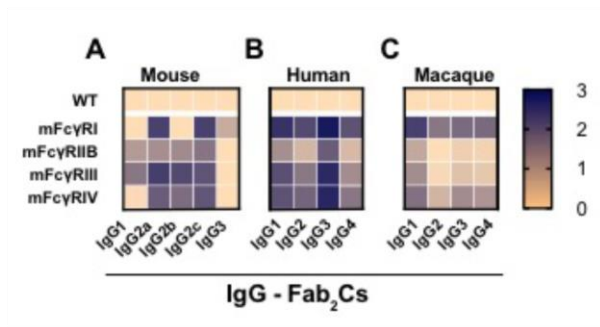 A B C
Mouse Human Macaque
WT
mFcγRI
mFcγRIIB
mFcγRIII
mFcγRIV
IgG1 IgG2a IgG2b IgG2c IgG3
IgG1 IgG2 IgG3 IgG4
IgG1 IgG2 IgG3 IgG4
3
2
1
0
IgG - Fab₂Cs